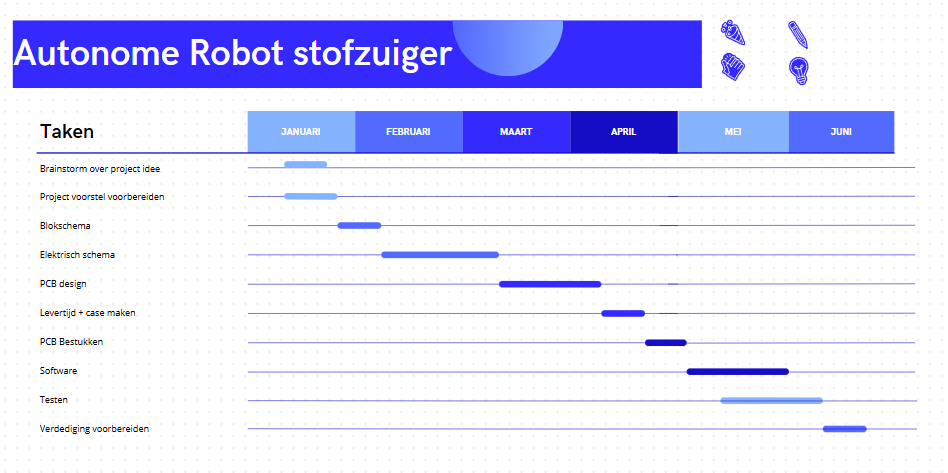 Autonome Robot stofzuiger
Taken
JANUARI FEBRUARI MAART APRIL MEI JUNI
Brainstorm over project idee
Project voorstel voorbereiden
Blokschema
Elektrisch schema
PCB design
Levertijd + case maken
PCB Bestukken
Software
Testen
Verdediging voorbereiden